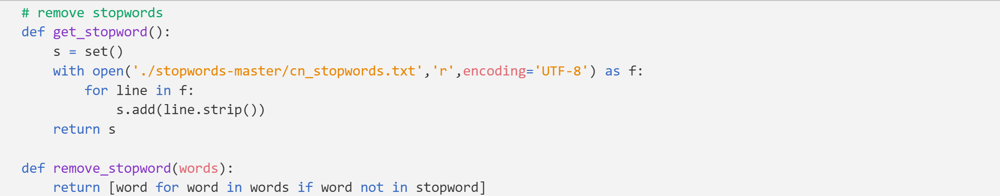 # remove stopwords
def get_stopword():
    s = set()
    with open('./stopwords-master/cn_stopwords.txt','r',encoding='UTF-8') as f:
        for line in f:
            s.add(line.strip())
    return s

def remove_stopword(words):
    return [word for word in words if word not in stopword]